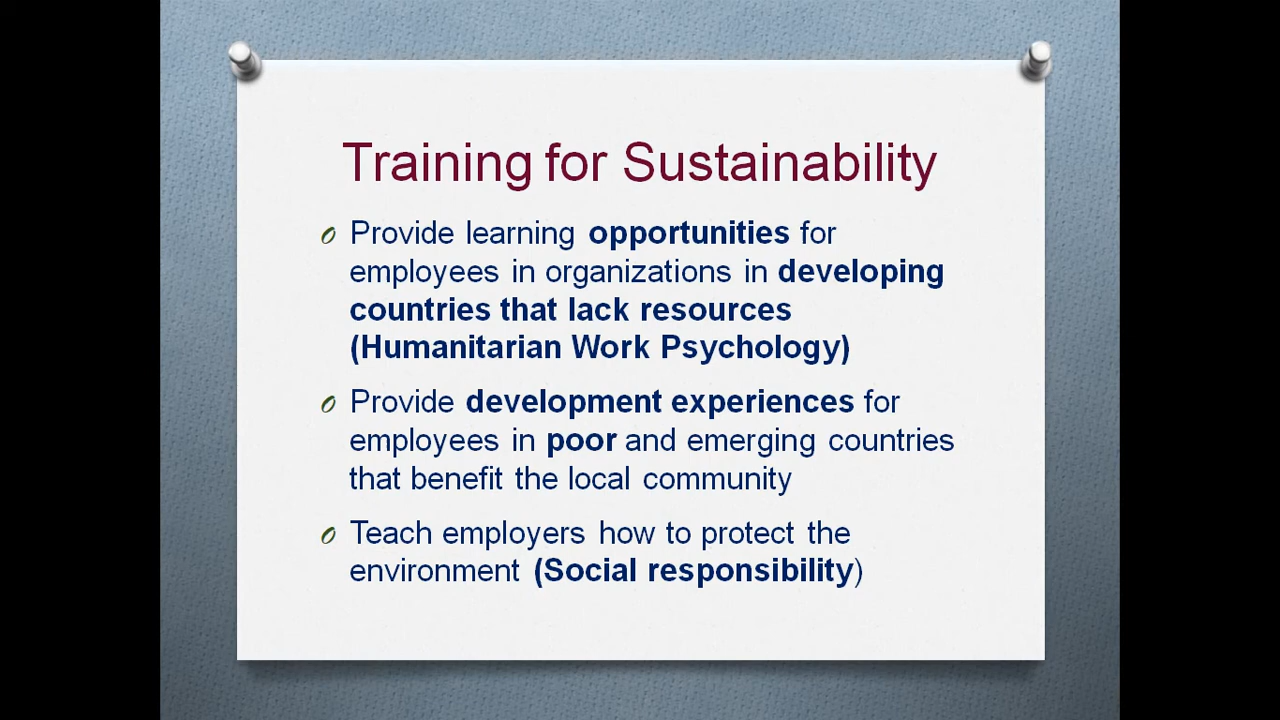 Training for Sustainability
Provide learning opportunities for
employees in organizations in developing
countries that lack resources
(Humanitarian Work Psychology)
Provide development experiences for
employees in poor and emerging countries
that benefit the local community
Teach employers how to protect the
environment (Social responsibility)